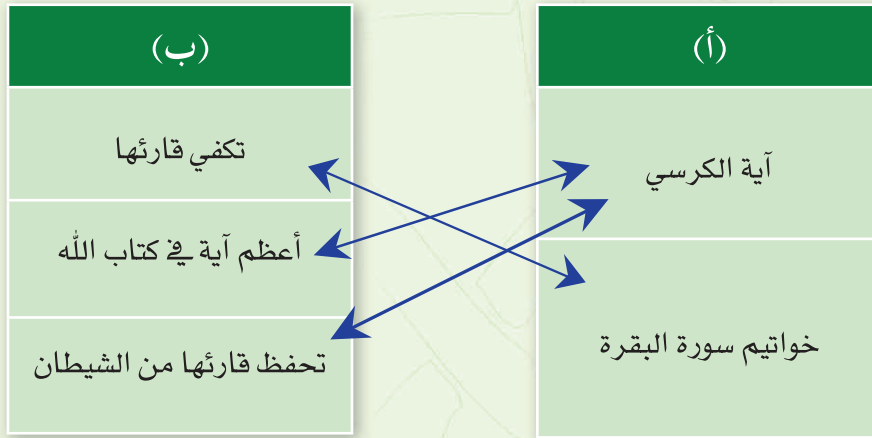 (أ)
آية الكرسي
خواتيم سورة البقرة
(ب)
تكفي قارئها
أعظم آية في كتاب الله
تحفظ قارئها من الشيطان